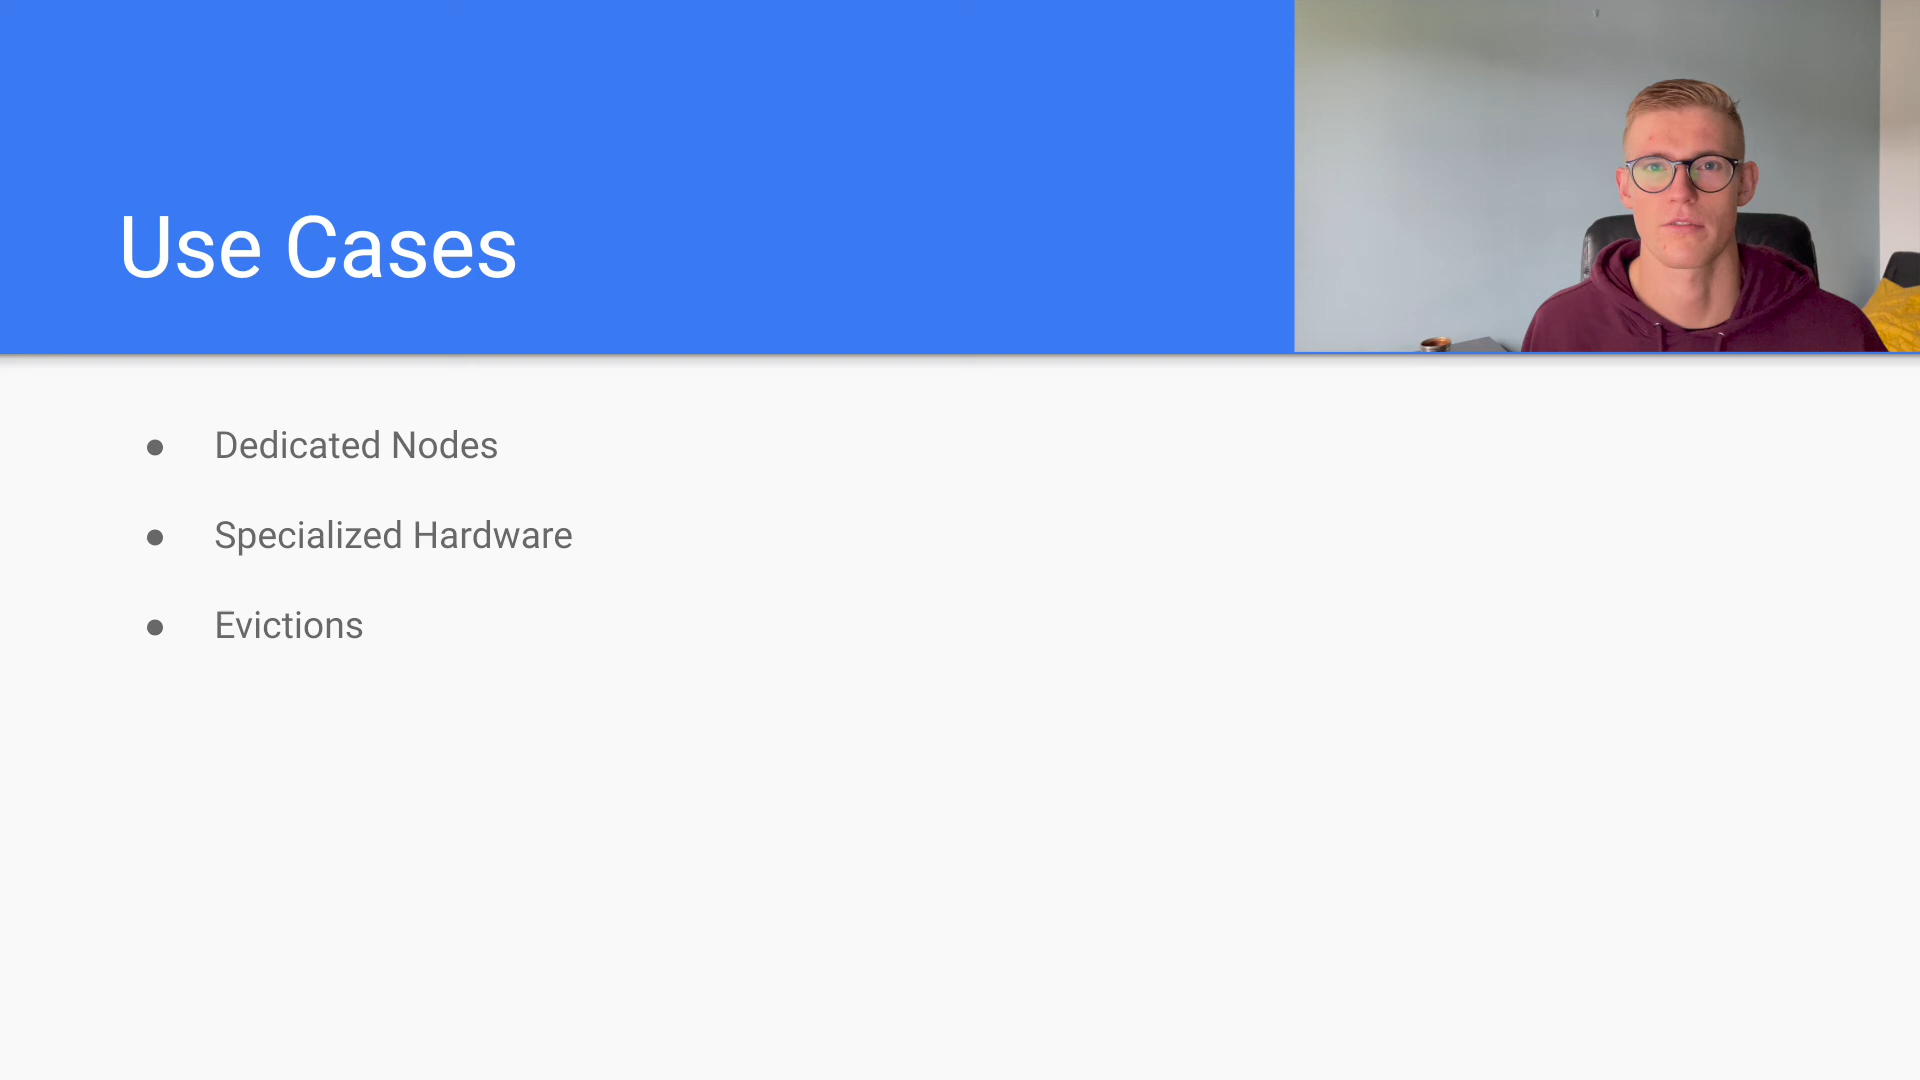 Use Cases
● Dedicated Nodes
● Specialized Hardware
● Evictions